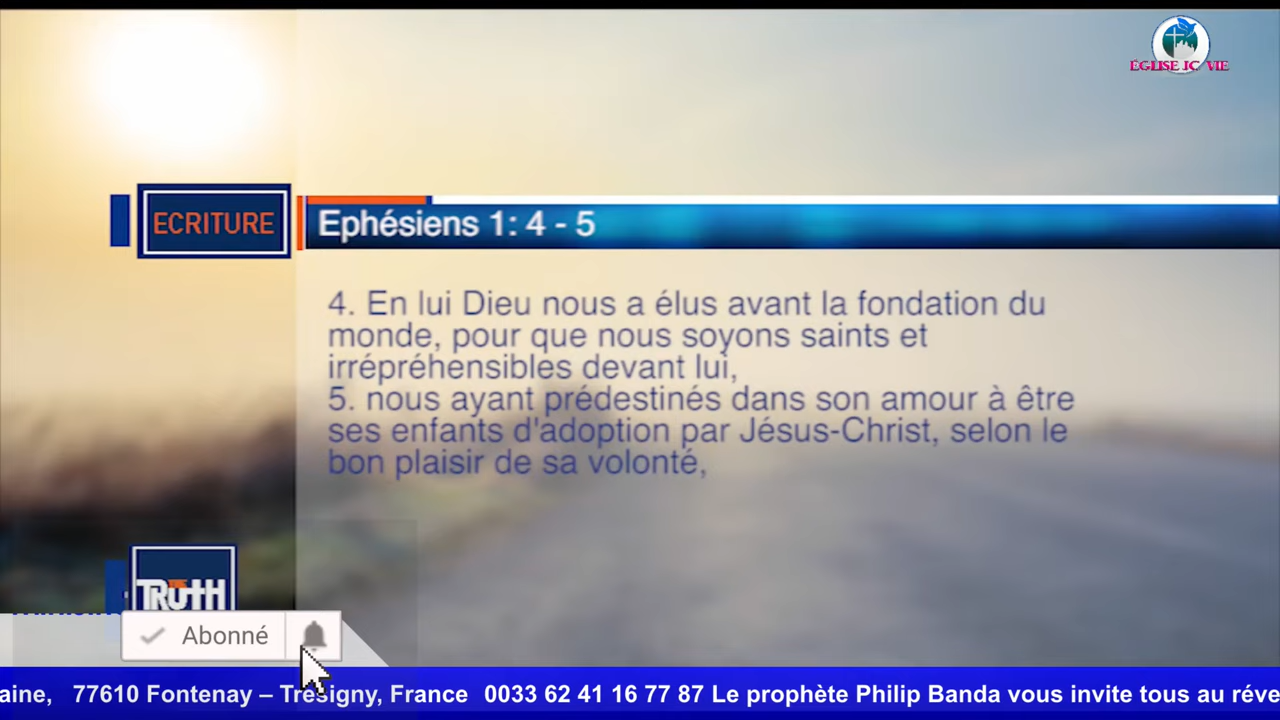 ÉGLISE JC VIE
ECRITURE
Ephésiens 1: 4 - 5
4. En lui Dieu nous a élus avant la fondation du
monde, pour que nous soyons saints et
irrépréhensibles devant lui,
5. nous ayant prédestinés dans son amour à être
ses enfants d'adoption par Jésus-Christ, selon le
bon plaisir de sa volonté,
TRUTH
Abonné
aine, 77610 Fontenay – Trésigny, France 0033 62 41 16 77 87 Le prophète Philip Banda vous invite tous au réve